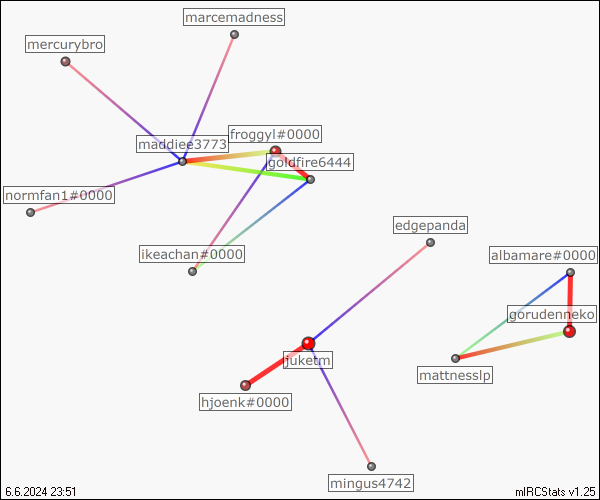 marcemadness
mercurybro
froggyl#0000
maddiee3773
goldfire6444
normfan1#0000
edgepanda
ikeachan#0000
albamare#0000
gorudenneko
juketm
mattnesslp
hjoenk#0000
mingus4742
6.6.2024 23:51
mIRCStats v1.25